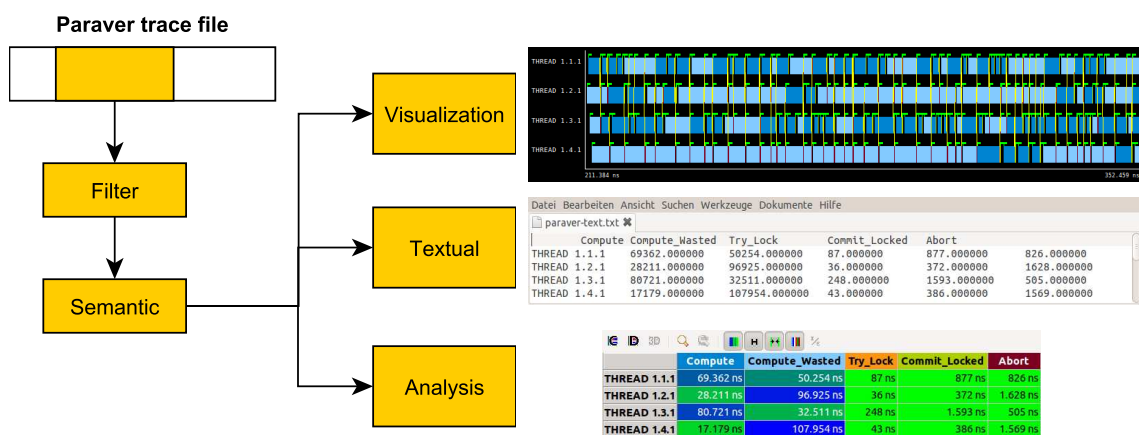 Paraver trace file
Filter
Semantic
Visualization
Textual
Analysis
THREAD 1.1.1
THREAD 1.2.1
THREAD 1.3.1
THREAD 1.4.1
211.384 ns 352.459 ns
Datei Bearbeiten Ansicht Suchen Werkzeuge Dokumente Hilfe
paraver-text.txt
Compute Compute_Wasted Try_Lock Commit_Locked Abort
THREAD 1.1.1 69362.000000 50254.000000 87.000000 877.000000 826.000000
THREAD 1.2.1 28211.000000 96925.000000 36.000000 372.000000 1628.000000
THREAD 1.3.1 80721.000000 32511.000000 248.000000 1593.000000 505.000000
THREAD 1.4.1 17179.000000 107954.000000 43.000000 386.000000 1569.000000
3D H ½
Compute Compute_Wasted Try_Lock Commit_Locked Abort
THREAD 1.1.1 69.362 ns 50.254 ns 87 ns 877 ns 826 ns
THREAD 1.2.1 28.211 ns 96.925 ns 36 ns 372 ns 1.628 ns
THREAD 1.3.1 80.721 ns 32.511 ns 248 ns 1.593 ns 505 ns
THREAD 1.4.1 17.179 ns 107.954 ns 43 ns 386 ns 1.569 ns